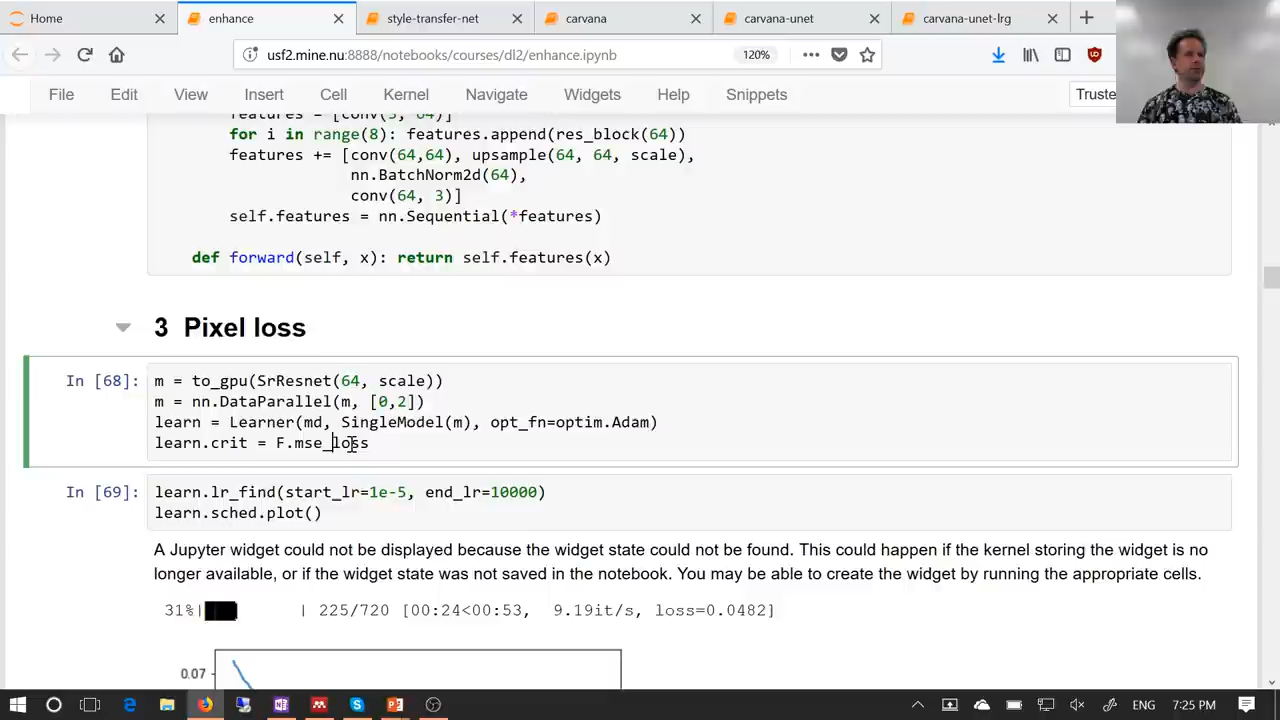 Home
enhance
style-transfer-net
carvana
carvana-unet
carvana-unet-lrg
usf2.mine.nu:8888/notebooks/courses/dl2/enhance.ipynb
120%
File Edit View Insert Cell Kernel Navigate Widgets Help Snippets
Truste
features = [conv(3, 64)]
for i in range(8): features.append(res_block(64))
features += [conv(64,64), upsample(64, 64, scale),
nn.BatchNorm2d(64),
conv(64, 3)]
self.features = nn.Sequential(*features)
def forward(self, x): return self.features(x)
3 Pixel loss
In [68]:
m = to_gpu(SrResnet(64, scale))
m = nn.DataParallel(m, [0,2])
learn = Learner(md, SingleModel(m), opt_fn=optim.Adam)
learn.crit = F.mse_loss
In [69]:
learn.lr_find(start_lr=1e-5, end_lr=10000)
learn.sched.plot()
A Jupyter widget could not be displayed because the widget state could not be found. This could happen if the kernel storing the widget is no
longer available, or if the widget state was not saved in the notebook. You may be able to create the widget by running the appropriate cells.
31%| | 225/720 [00:24<00:53, 9.19it/s, loss=0.0482]
0.07
ENG
7:25 PM